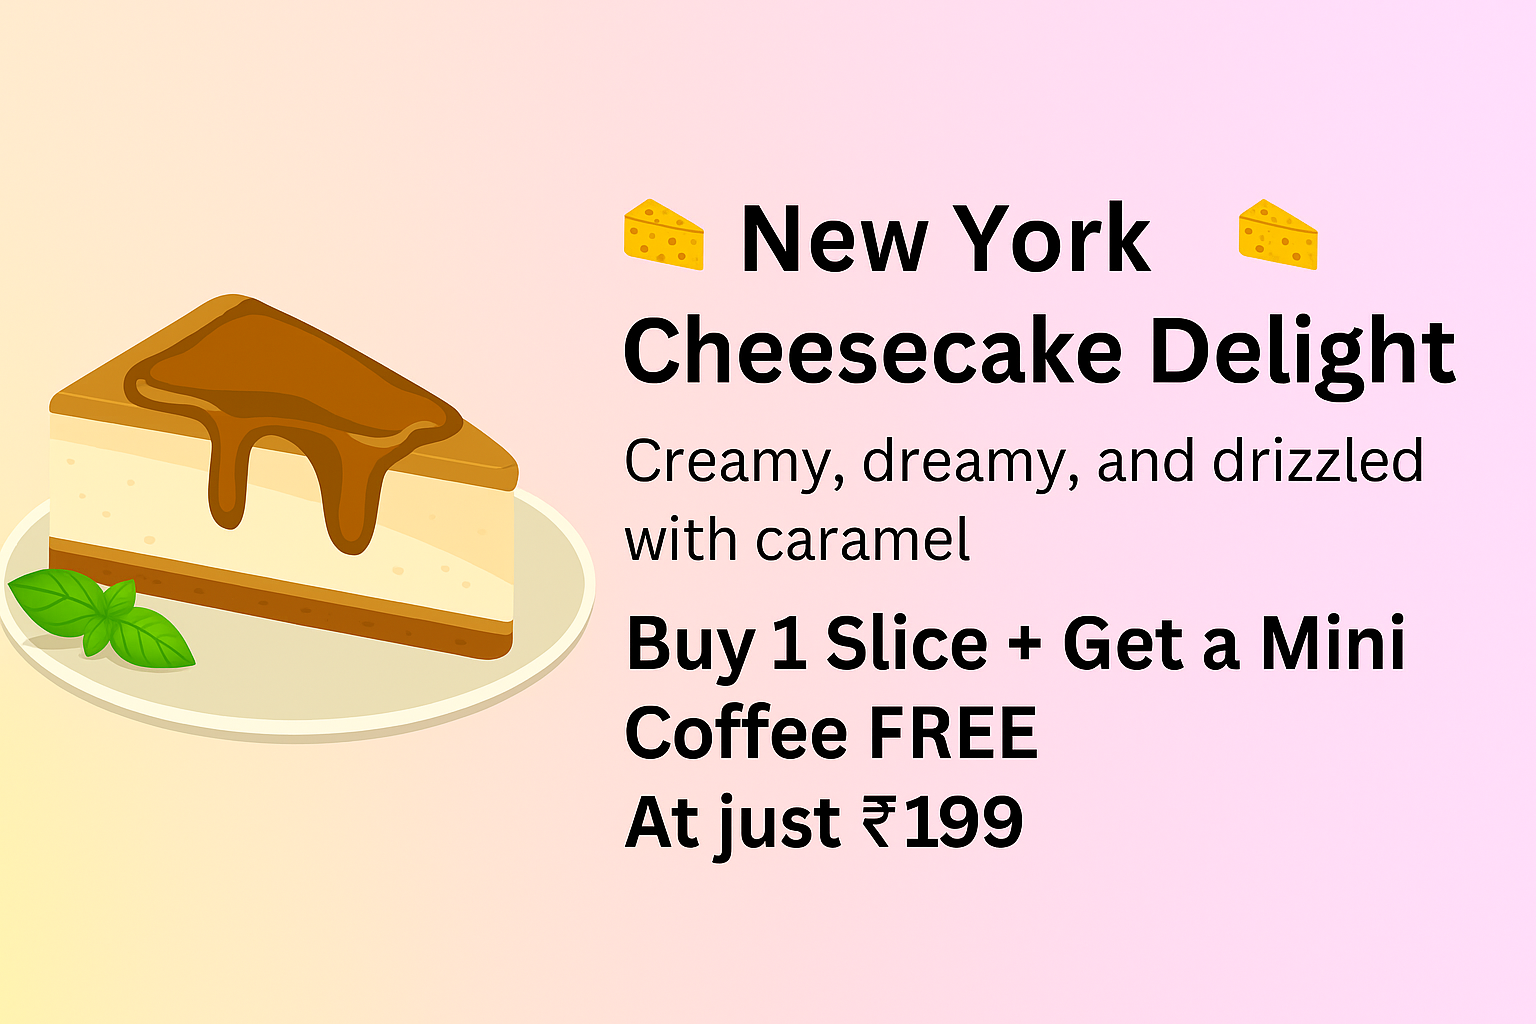 New York
Cheesecake Delight
Creamy, dreamy, and drizzled
with caramel
Buy 1 Slice + Get a Mini
Coffee FREE
At just ₹199